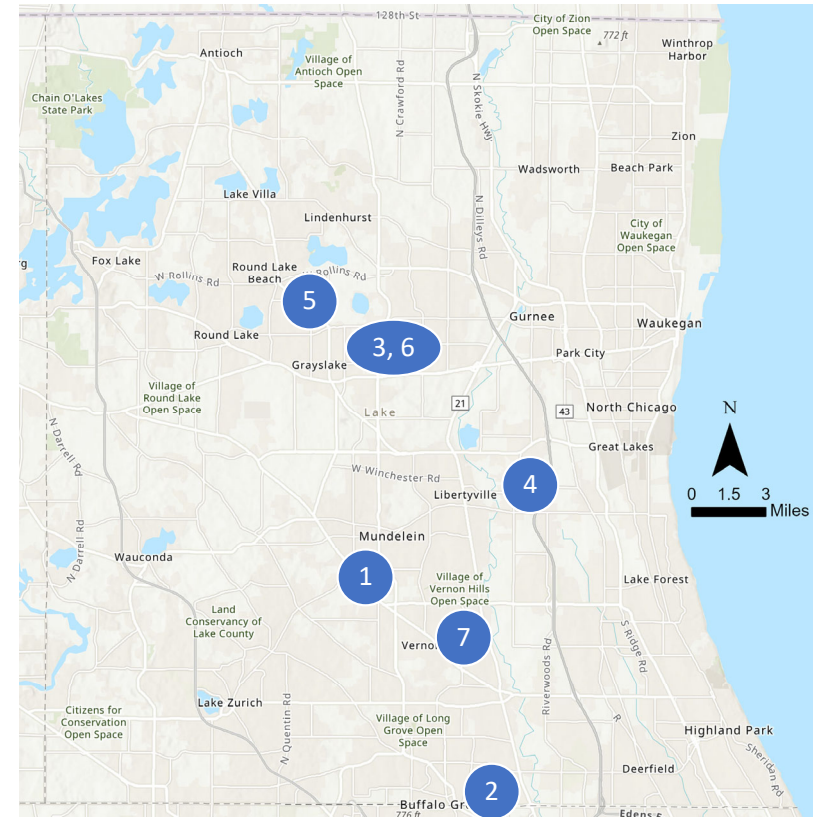 128th St
City of Zion
Open Space
772 ft
Winthrop
Harbor
Antioch
Village of
Antioch Open
Space
N Crawford Rd
N Skokie Hwy
Chain O'Lakes
State Park
Zion
Wadsworth
Beach Park
Lake Villa
N Dilleys Rd
Lindenhurst
City of
Waukegan
Open Space
rg
Fox Lake
W Rollins Rd
Round Lake
Beach
W Rollins Rd
5
Gurnee
Waukegan
Round Lake
3, 6
Park City
Grayslake
Village of
Round Lake
Open Space
Lake
21
43
North Chicago
N
N Darrell Rd
Great Lakes
W Winchester Rd
Libertyville
4
0 1.5 3
Miles
Mundelein
N Darrell Rd
Wauconda
1
Village of
Vernon Hills
Open Space
Lake Forest
Land
Conservancy of
Lake County
7
Vernon
S Ridge Rd
Riverwoods Rd
Lake Zurich
N Quentin Rd
Citizens for
Conservation
Open Space
Village of Long
Grove Open
Space
R
Highland Park
Sheridan Rd
Deerfield
2
Buffalo Gr
776 ft
Edens E